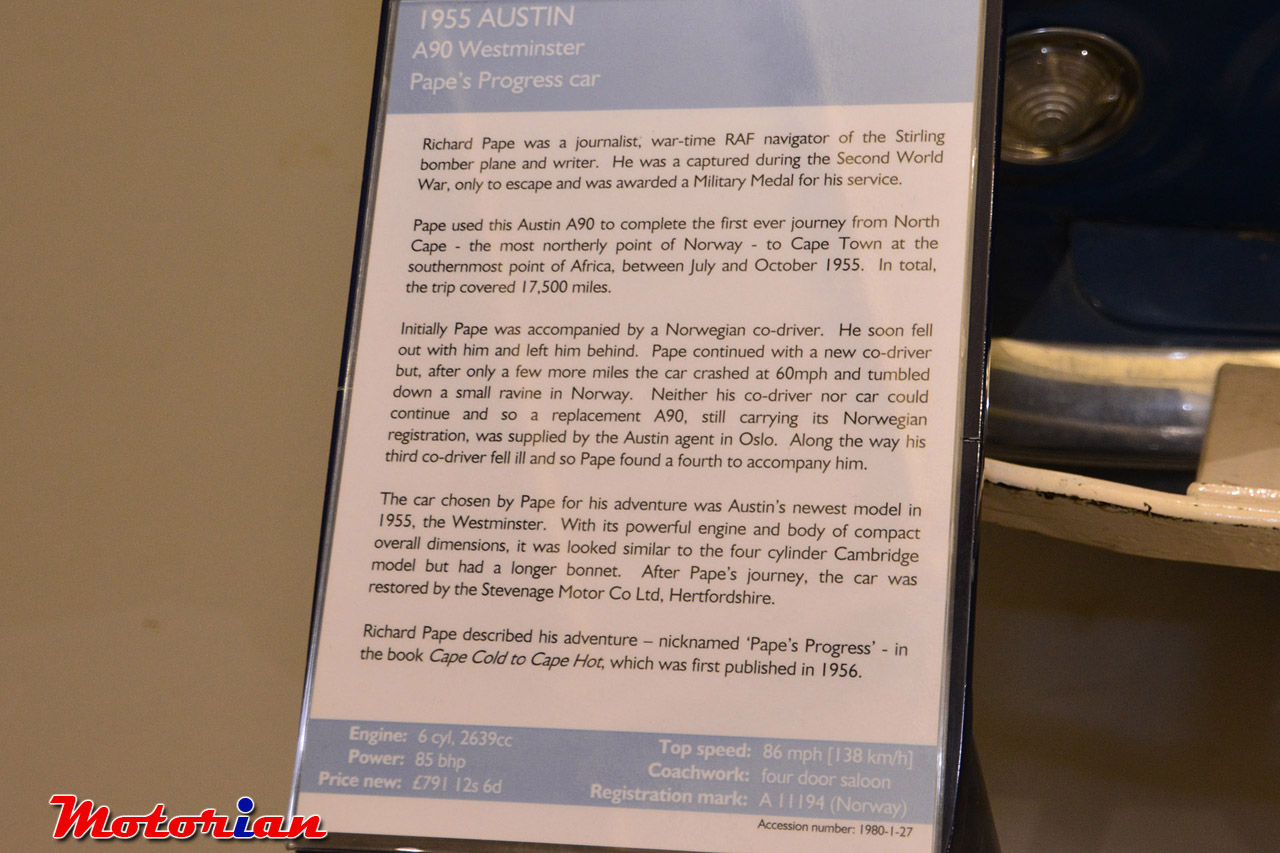 1955 AUSTIN
A90 Westminster
Pape's Progress car
Richard Pape was a journalist, war-time RAF navigator of the Stirling
bomber plane and writer. He was a captured during the Second World
War, only to escape and was awarded a Military Medal for his service.
Pape used this Austin A90 to complete the first ever journey from North
Cape - the most northerly point of Norway - to Cape Town at the
southernmost point of Africa, between July and October 1955. In total,
the trip covered 17,500 miles.
Initially Pape was accompanied by a Norwegian co-driver. He soon fell
out with him and left him behind. Pape continued with a new co-driver
but, after only a few more miles the car crashed at 60mph and tumbled
down a small ravine in Norway. Neither his co-driver nor car could
continue and so a replacement A90, still carrying its Norwegian
registration, was supplied by the Austin agent in Oslo. Along the way his
third co-driver fell ill and so Pape found a fourth to accompany him.
The car chosen by Pape for his adventure was Austin's newest model in
1955, the Westminster. With its powerful engine and body of compact
overall dimensions, it was looked similar to the four cylinder Cambridge
model but had a longer bonnet. After Pape's journey, the car was
restored by the Stevenage Motor Co Ltd, Hertfordshire.
Richard Pape described his adventure – nicknamed 'Pape's Progress' - in
the book Cape Cold to Cape Hot, which was first published in 1956.
Engine: 6 cyl, 2639cc
Power: 85 bhp
Price new: £791 12s 6d
Top speed: 86 mph [138 km/h]
Coachwork: four door saloon
Registration mark: A 11194 (Norway)
Accession number: 1980-1-27
Motorian